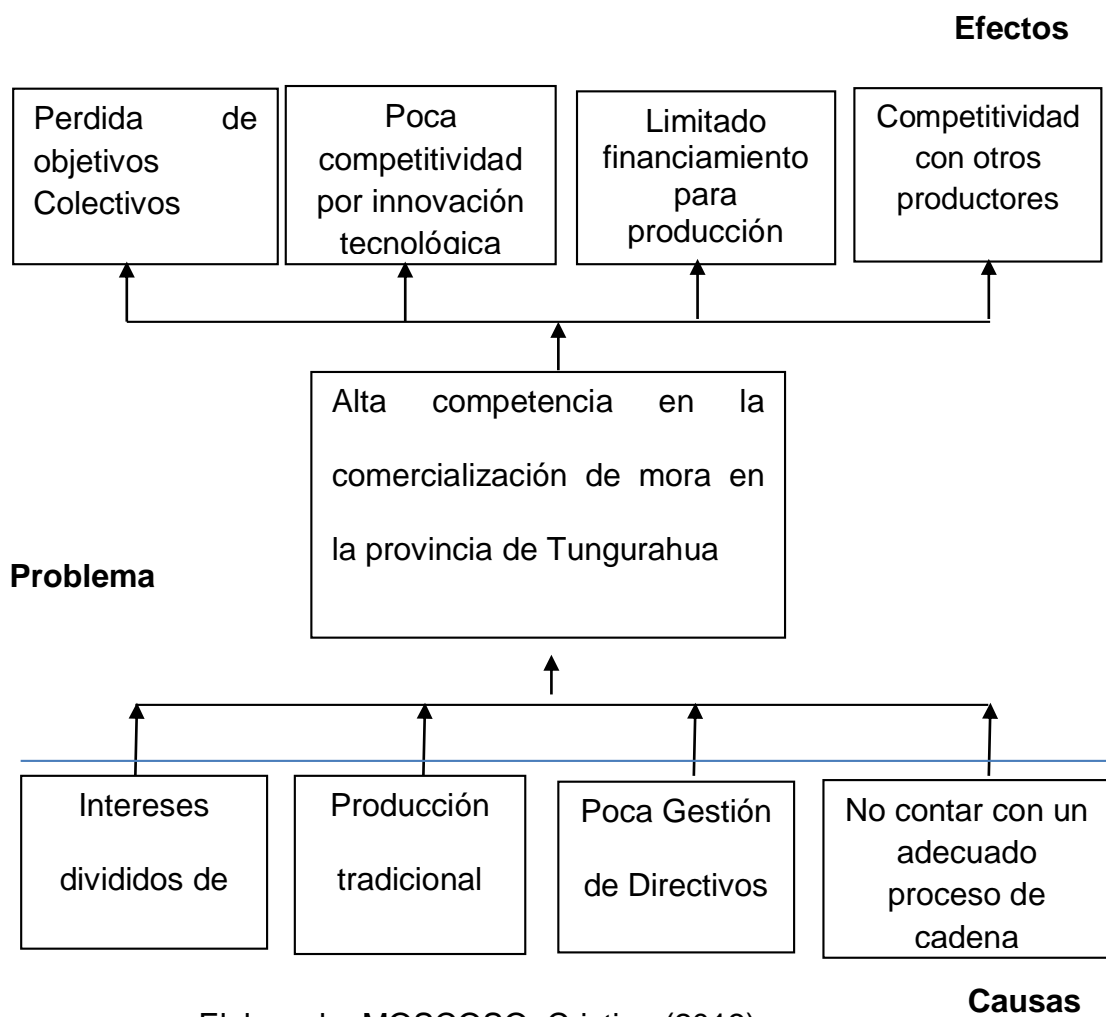 Efectos
Perdida de
objetivos
Colectivos
Poca
competitividad
por innovación
tecnológica
Limitado
financiamiento
para
producción
Competitividad
con otros
productores
Alta competencia en la
comercialización de mora en
la provincia de Tungurahua
Problema
Intereses
divididos de
Producción
tradicional
Poca Gestión
de Directivos
No contar con un
adecuado
proceso de
cadena
Causas
MOSCOSO